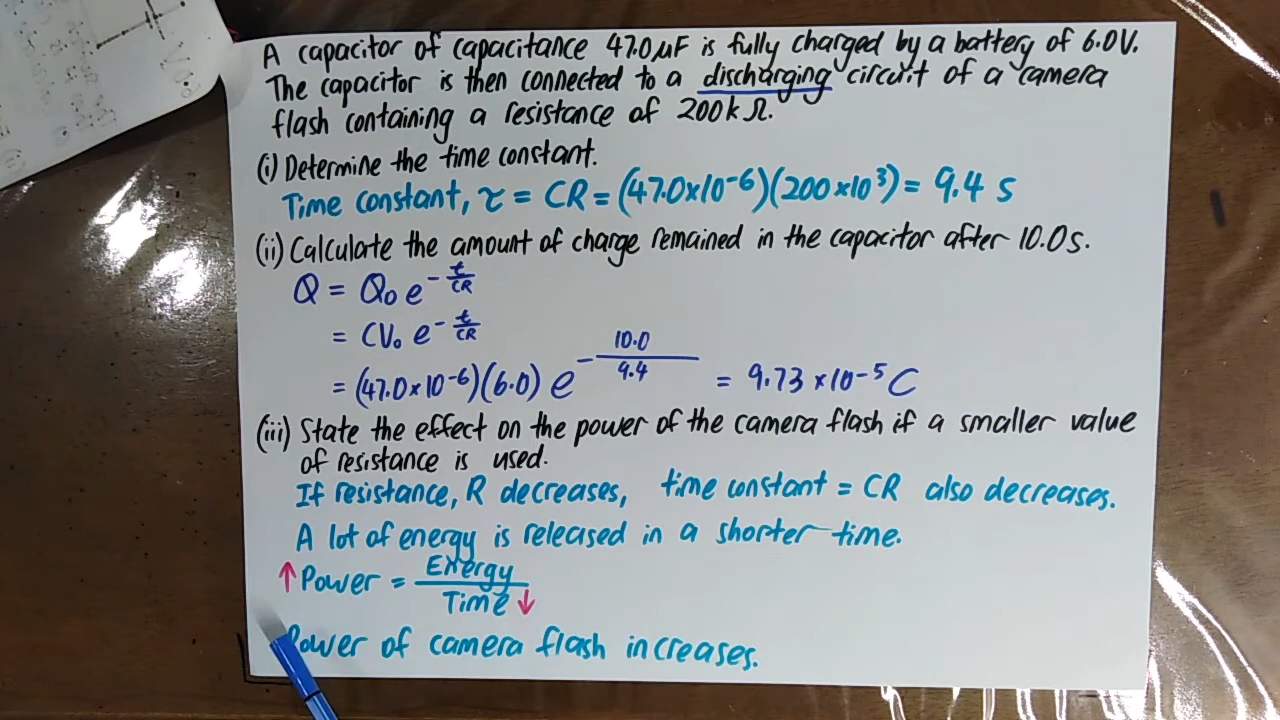 A capacitor of capacitance 47.0μF is fully charged by a battery of 6.0V.
The capacitor is then connected to a discharging circuit of a camera
flash containing a resistance of 200kΩ.
(i) Determine the time constant.
Time constant, τ = CR = (47.0×10⁻⁶)(200×10³) = 9.4 s
(ii) Calculate the amount of charge remained in the capacitor after 10.0s.
Q = Q₀ e^(-t/CR)
= CV₀ e^(-t/CR)
= (47.0×10⁻⁶)(6.0) e^(-10.0/9.4) = 9.73 ×10⁻⁵ C
(iii) State the effect on the power of the camera flash if a smaller value
of resistance is used.
If resistance, R decreases, time constant = CR also decreases.
A lot of energy is released in a shorter time.
↑ Power = Energy/Time ↓
Power of camera flash increases.